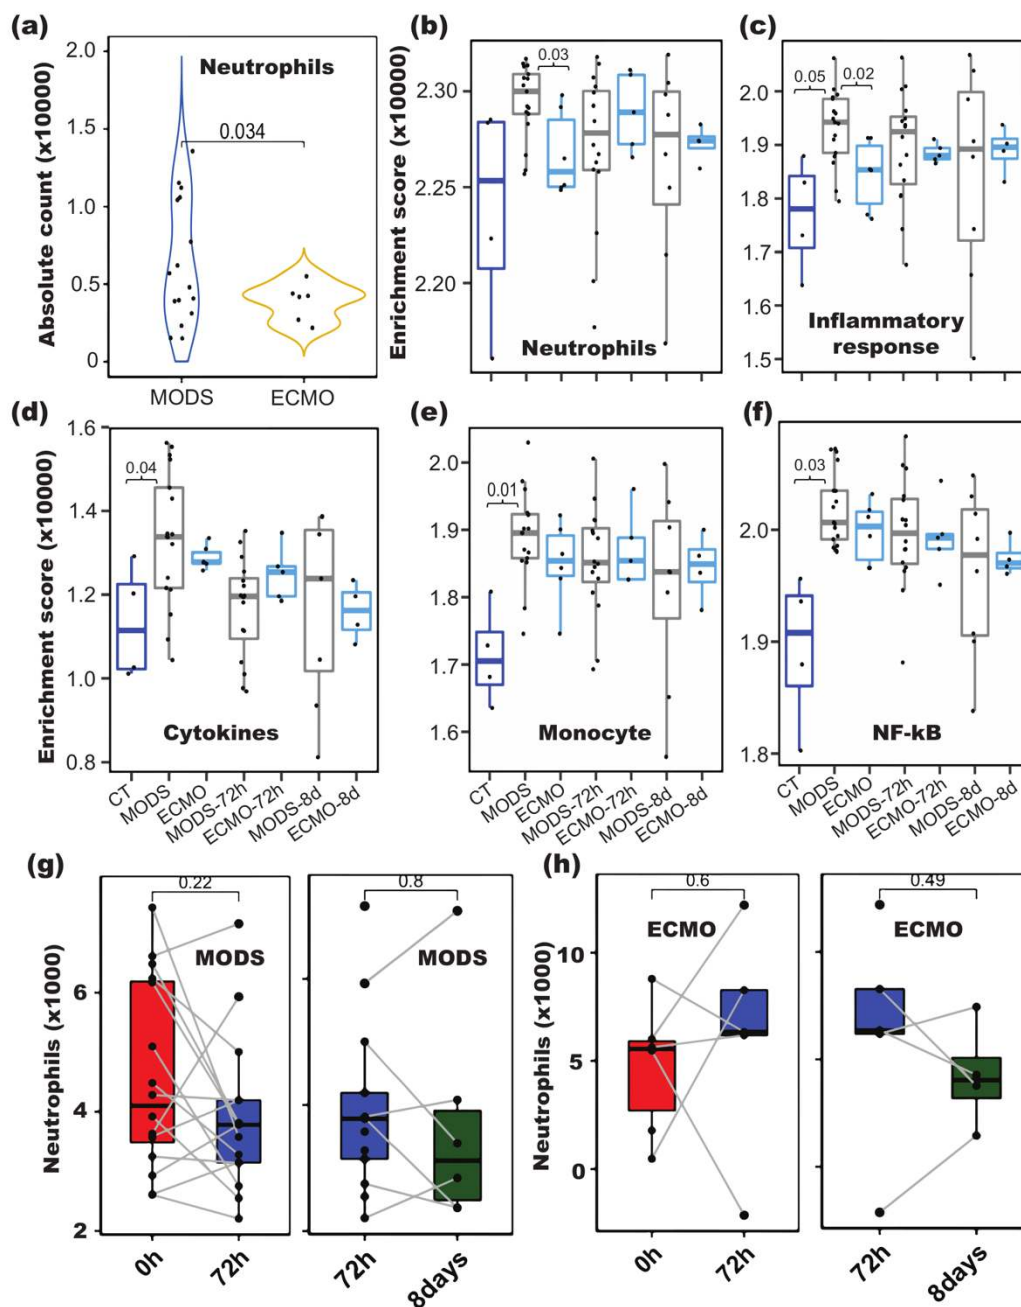 (a)
Absolute count (x10000)
2.0
1.5
1.0
0.5
0
Neutrophils
0.034
MODS
ECMO
(b)
Enrichment score (x10000)
2.30
2.25
2.20
0.03
Neutrophils
(c)
2.1
2.0
1.9
1.8
1.7
1.6
1.5
0.05
0.02
Inflammatory
response
(d)
Enrichment score (x10000)
1.6
1.4
1.2
1.0
0.8
0.04
Cytokines
CT
MODS
ECMO
MODS-72h
ECMO-72h
MODS-8d
ECMO-8d
(e)
2.0
1.9
1.8
1.7
1.6
0.01
Monocyte
CT
MODS
ECMO
MODS-72h
ECMO-72h
MODS-8d
ECMO-8d
(f)
2.0
1.9
1.8
0.03
NF-kB
CT
MODS
ECMO
MODS-72h
ECMO-72h
MODS-8d
ECMO-8d
(g)
Neutrophils (x1000)
6
4
2
0.22
MODS
0h
72h
0.8
MODS
72h
8days
(h)
Neutrophils (x1000)
10
5
0
0.6
ECMO
0h
72h
0.49
ECMO
72h
8days